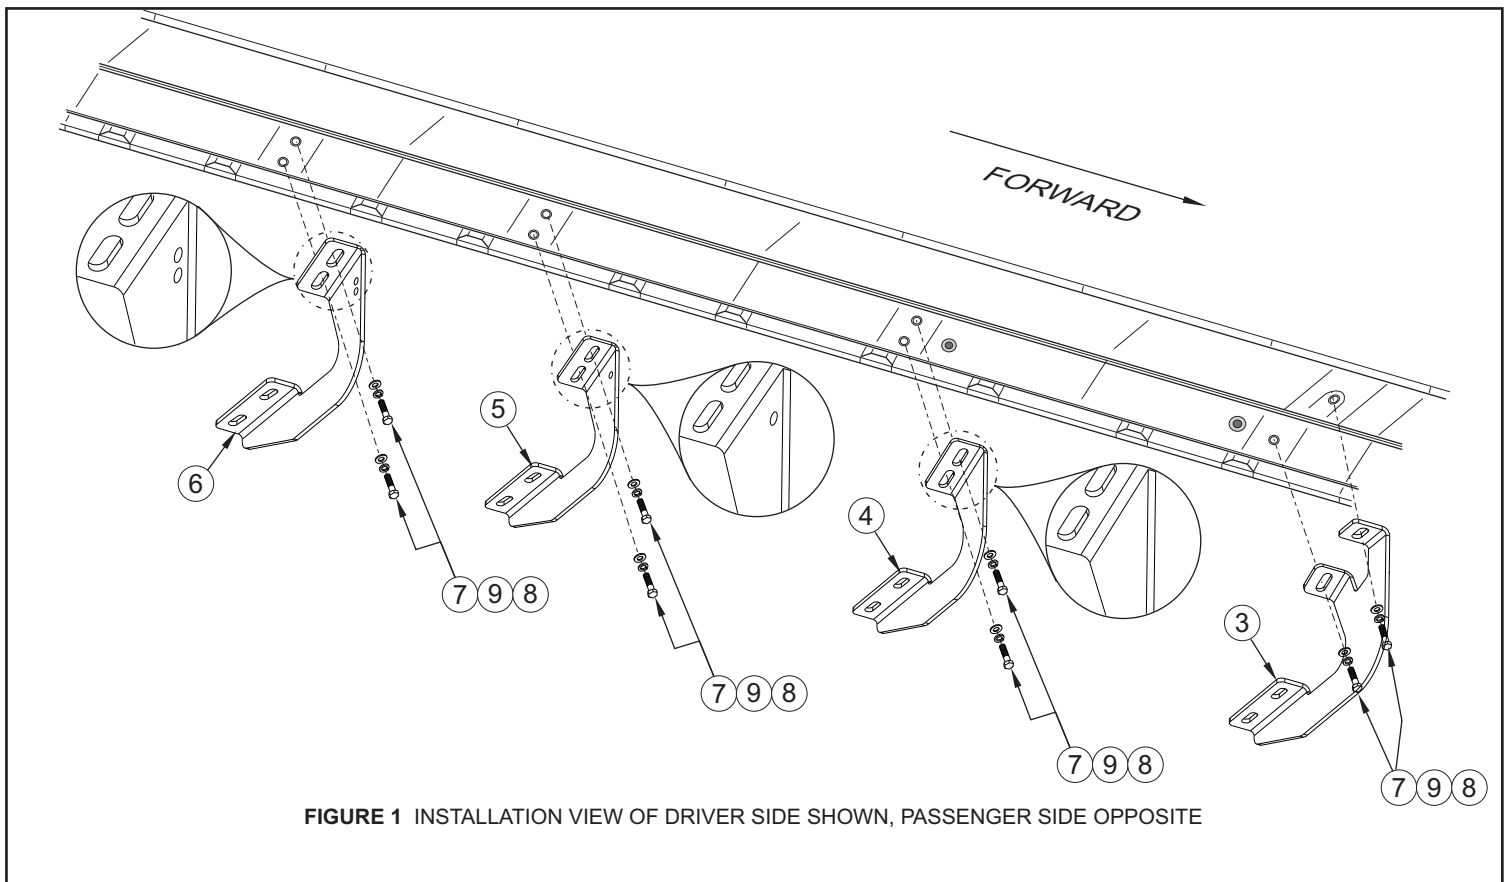 FORWARD
5
6
4
7 9 8
3
7 9 8
7 9 8
7 9 8
FIGURE 1 INSTALLATION VIEW OF DRIVER SIDE SHOWN, PASSENGER SIDE OPPOSITE